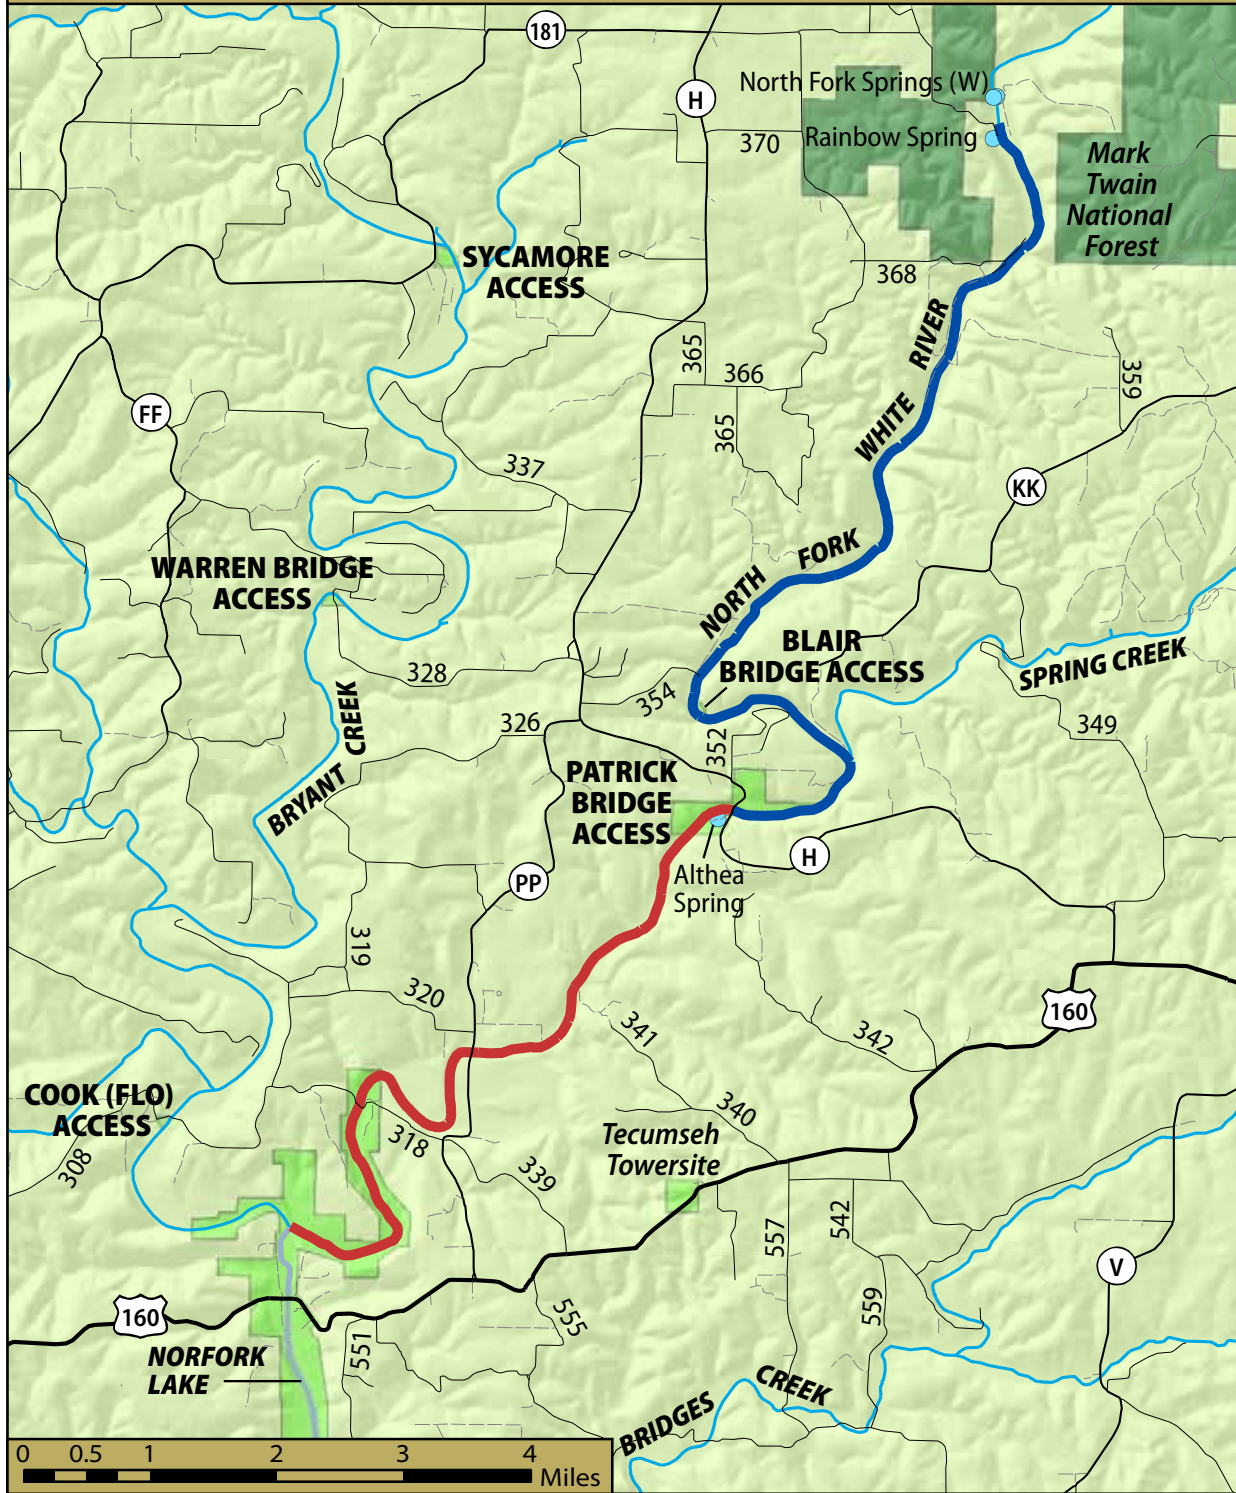 181
H
North Fork Springs (W)
370
Rainbow Spring
Mark
Twain
National
Forest
SYCAMORE
ACCESS
368
365
366
359
FF
365
WHITE RIVER
337
KK
NORTH FORK
WARREN BRIDGE
ACCESS
BLAIR
BRIDGE ACCESS
SPRING CREEK
328
354
326
352
349
BRYANT CREEK
PATRICK
BRIDGE
ACCESS
H
PP
Althea
Spring
319
320
341
342
160
COOK (FLO)
ACCESS
308
318
340
Tecumseh
Towersite
339
557
542
V
160
555
559
551
NORFORK
LAKE
BRIDGES CREEK
0 0.5 1 2 3 4
Miles